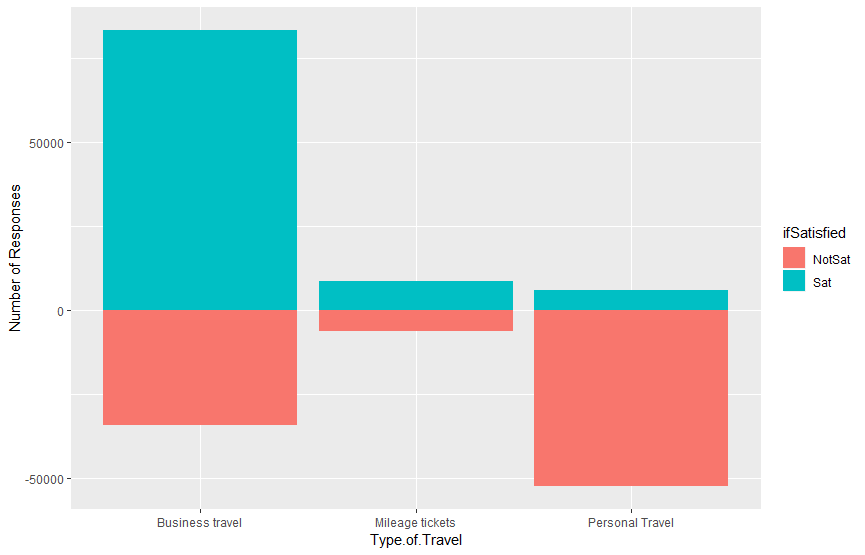 Number of Responses
50000
0
-50000
Business travel
Mileage tickets
Personal Travel
Type.of.Travel
ifSatisfied
NotSat
Sat